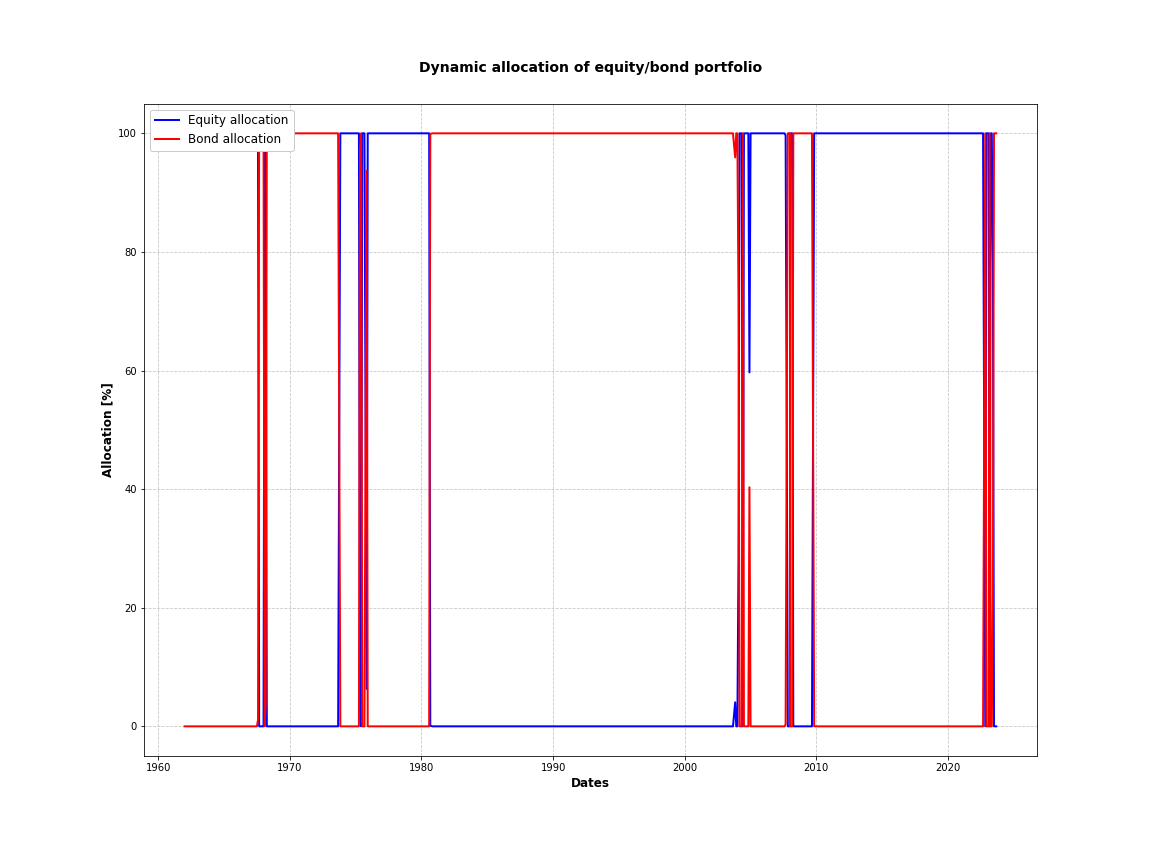 Dynamic allocation of equity/bond portfolio
Equity allocation
Bond allocation
100
80
60
40
20
0
Allocation [%]
1960 1970 1980 1990 2000 2010 2020
Dates